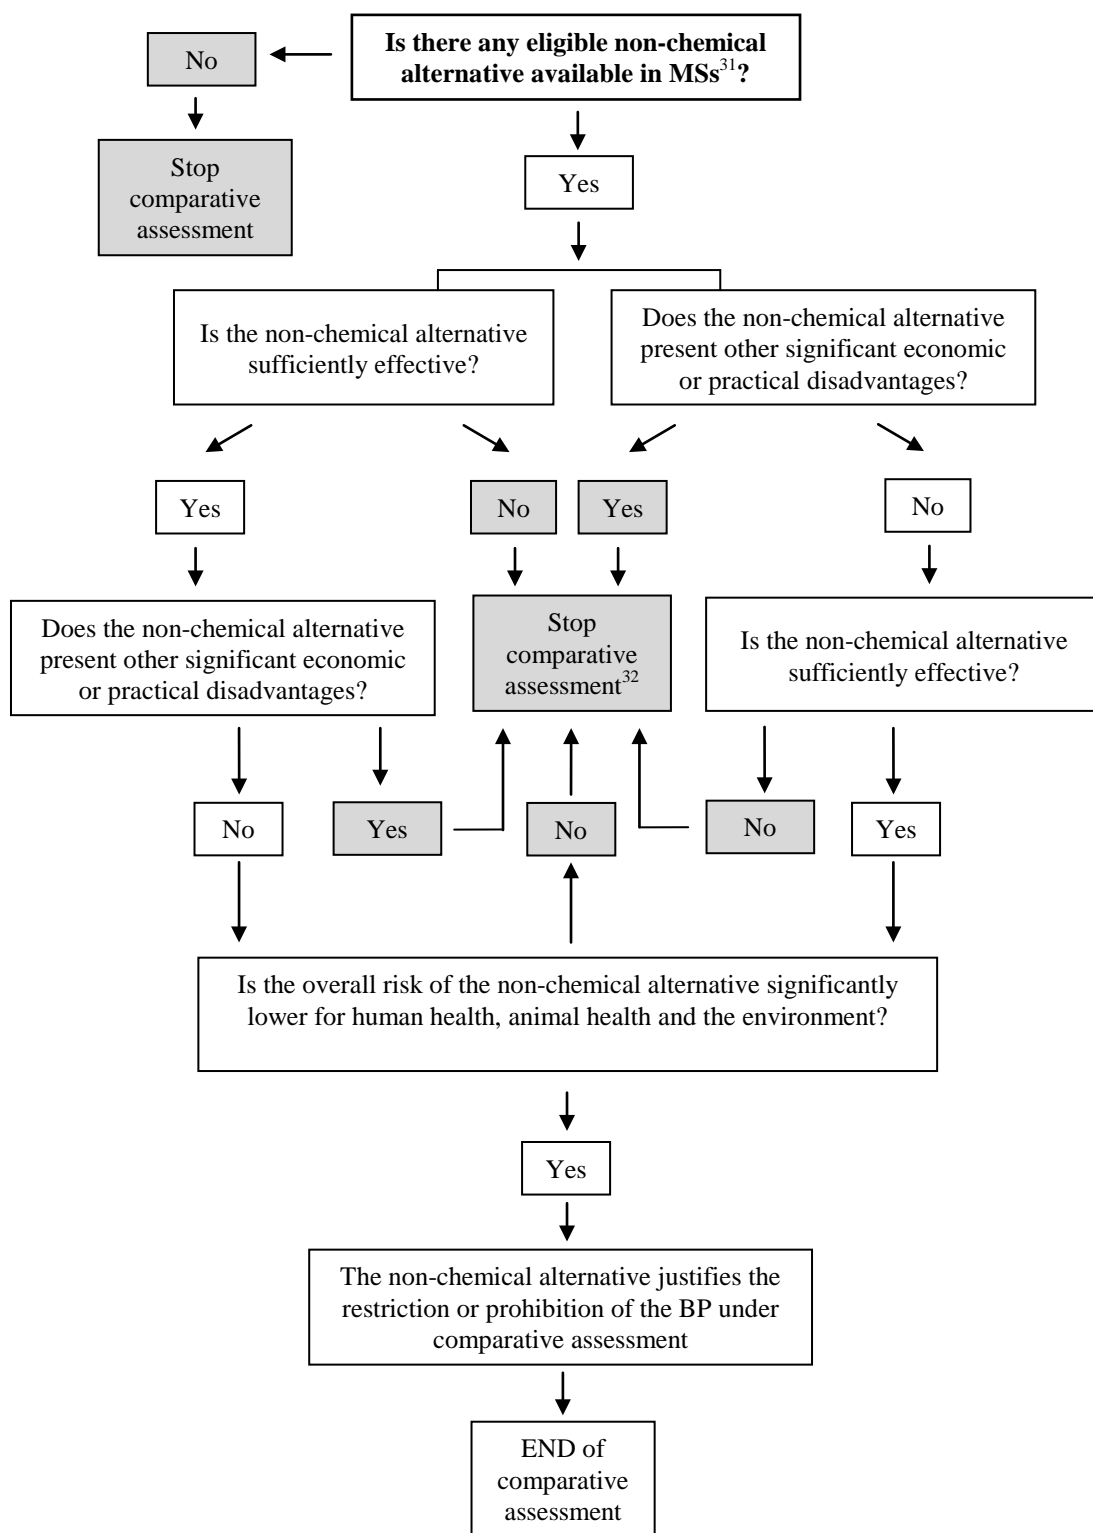 Is there any eligible non-chemical
alternative available in MSs31?
No
Stop
comparative
assessment
Yes
Is the non-chemical alternative
sufficiently effective?
Does the non-chemical alternative
present other significant economic
or practical disadvantages?
Yes
No
Yes
No
Does the non-chemical alternative
present other significant economic
or practical disadvantages?
Stop
comparative
assessment32
Is the non-chemical alternative
sufficiently effective?
No
Yes
No
No
Yes
Is the overall risk of the non-chemical alternative significantly
lower for human health, animal health and the environment?
Yes
The non-chemical alternative justifies the
restriction or prohibition of the BP under
comparative assessment
END of
comparative
assessment